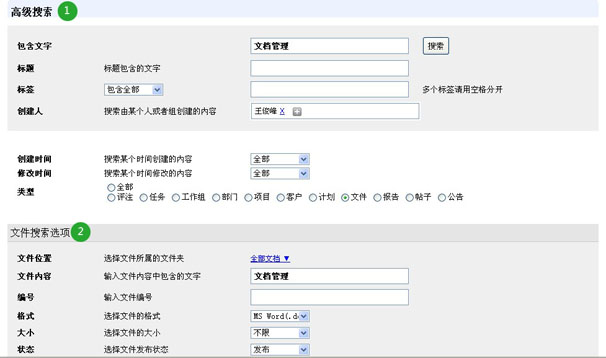 高级搜索 1
包含文字 文档管理 搜索
标题 标题包含的文字
标签 包含全部 多个标签请用空格分开
创建人 搜索由某个人或者组创建的内容 王俊峰 X
创建时间 搜索某个时间创建的内容 全部
修改时间 搜索某个时间修改的内容 全部
类型 全部
评注 任务 工作组 部门 项目 客户 计划 文件 报告 帖子 公告
文件搜索选项 2
文件位置 选择文件所属的文件夹 全部文档 ▼
文件内容 输入文件内容中包含的文字 文档管理
编号 输入文件编号
格式 选择文件的格式 MS Word(.do
大小 选择文件的大小 不限
状态 选择文件发布状态 发布